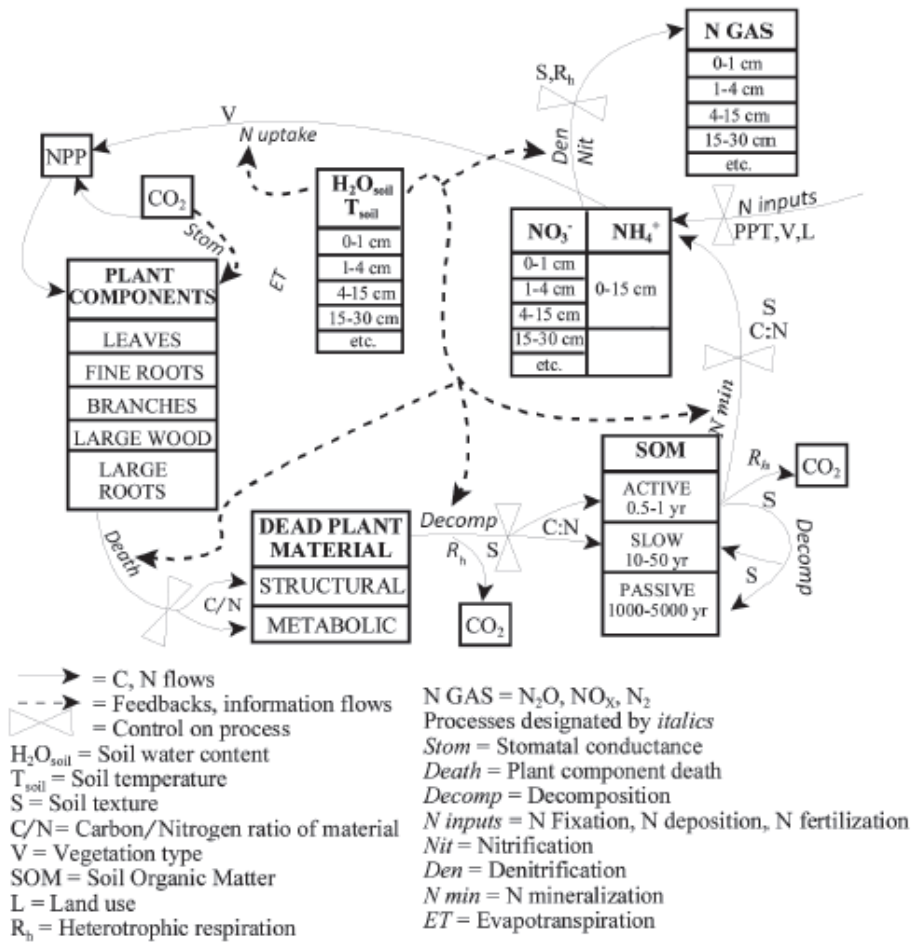 N GAS
0-1 cm
1-4 cm
4-15 cm
15-30 cm
etc.
S,Rh
Den
Nit
V
N uptake
NPP
CO2
Stom
ET
H2Osoil
Tsoil
0-1 cm
1-4 cm
4-15 cm
15-30 cm
etc.
N inputs
PPT,V,L
NO3- NH4+
0-1 cm
1-4 cm
4-15 cm
15-30 cm
etc.
0-15 cm
S
C:N
N min
PLANT
COMPONENTS
LEAVES
FINE ROOTS
BRANCHES
LARGE WOOD
LARGE
ROOTS
Death
C/N
DEAD PLANT
MATERIAL
STRUCTURAL
METABOLIC
Decomp
Rh
S
CO2
C:N
SOM
ACTIVE
0.5-1 yr
SLOW
10-50 yr
PASSIVE
1000-5000 yr
Rh
CO2
S
S
Decomp
= C, N flows
= Feedbacks, information flows
= Control on process
H2Osoil = Soil water content
Tsoil = Soil temperature
S = Soil texture
C/N= Carbon/Nitrogen ratio of material
V = Vegetation type
SOM = Soil Organic Matter
L = Land use
Rh = Heterotrophic respiration
N GAS = N2O, NOX, N2
Processes designated by italics
Stom = Stomatal conductance
Death = Plant component death
Decomp = Decomposition
N inputs = N Fixation, N deposition, N fertilization
Nit = Nitrification
Den = Denitrification
N min = N mineralization
ET = Evapotranspiration